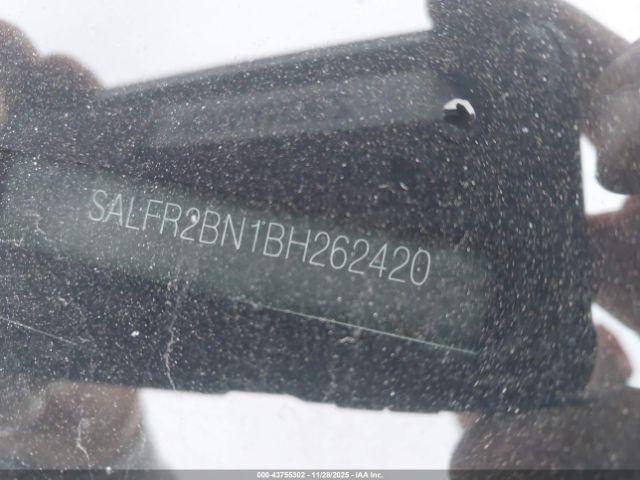 SALFR2BN1BH262420
000-43755302 - 11/28/2025 - IAA Inc.